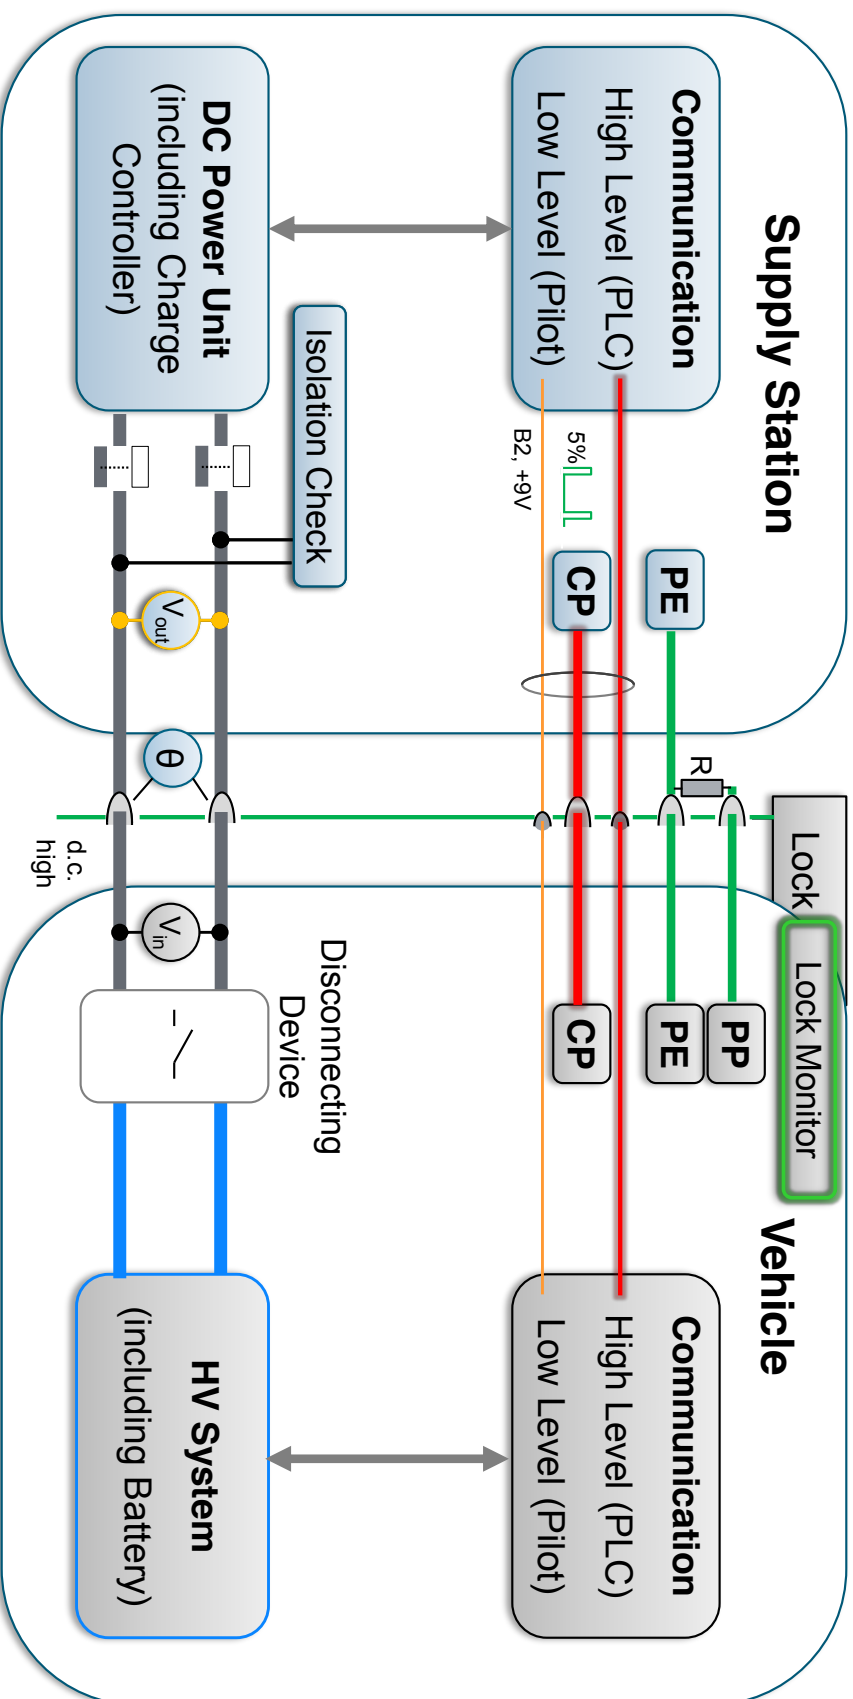 Supply Station
Communication
High Level (PLC)
Low Level (Pilot)
5%
B2, +9V
PE
CP
DC Power Unit
(including Charge
Controller)
Isolation Check
Vout
θ
R
d.c.
high
Lock
Lock Monitor
Vehicle
PP
PE
CP
Vin
Disconnecting
Device
Communication
High Level (PLC)
Low Level (Pilot)
HV System
(including Battery)